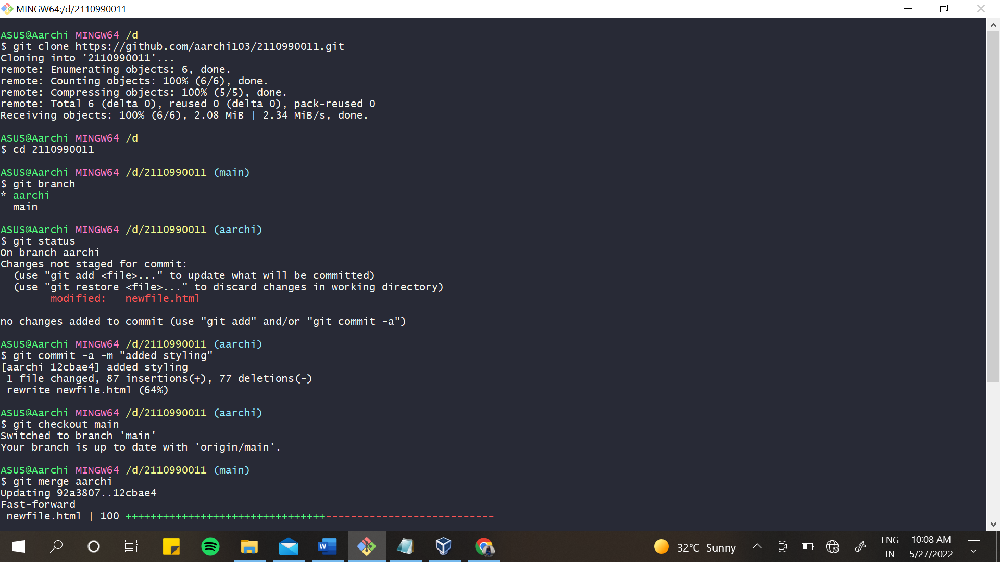 MINGW64:/d/2110990011
ASUS@Aarchi MINGW64 /d
$ git clone https://github.com/aarchi103/2110990011.git
Cloning into '2110990011'...
remote: Enumerating objects: 6, done.
remote: Counting objects: 100% (6/6), done.
remote: Compressing objects: 100% (5/5), done.
remote: Total 6 (delta 0), reused 0 (delta 0), pack-reused 0
Receiving objects: 100% (6/6), 2.08 MiB | 2.34 MiB/s, done.
ASUS@Aarchi MINGW64 /d
$ cd 2110990011
ASUS@Aarchi MINGW64 /d/2110990011 (main)
$ git branch
* aarchi
  main
ASUS@Aarchi MINGW64 /d/2110990011 (aarchi)
$ git status
On branch aarchi
Changes not staged for commit:
  (use "git add <file>..." to update what will be committed)
  (use "git restore <file>..." to discard changes in working directory)
        modified:   newfile.html
no changes added to commit (use "git add" and/or "git commit -a")
ASUS@Aarchi MINGW64 /d/2110990011 (aarchi)
$ git commit -a -m "added styling"
[aarchi 12cbae4] added styling
 1 file changed, 87 insertions(+), 77 deletions(-)
 rewrite newfile.html (64%)
ASUS@Aarchi MINGW64 /d/2110990011 (aarchi)
$ git checkout main
Switched to branch 'main'
Your branch is up to date with 'origin/main'.
ASUS@Aarchi MINGW64 /d/2110990011 (main)
$ git merge aarchi
Updating 92a3807..12cbae4
Fast-forward
 newfile.html | 100 ++++++++++++++++++++++++++++++++---------------------------
W
32°C Sunny
ENG
IN
10:08 AM
5/27/2022